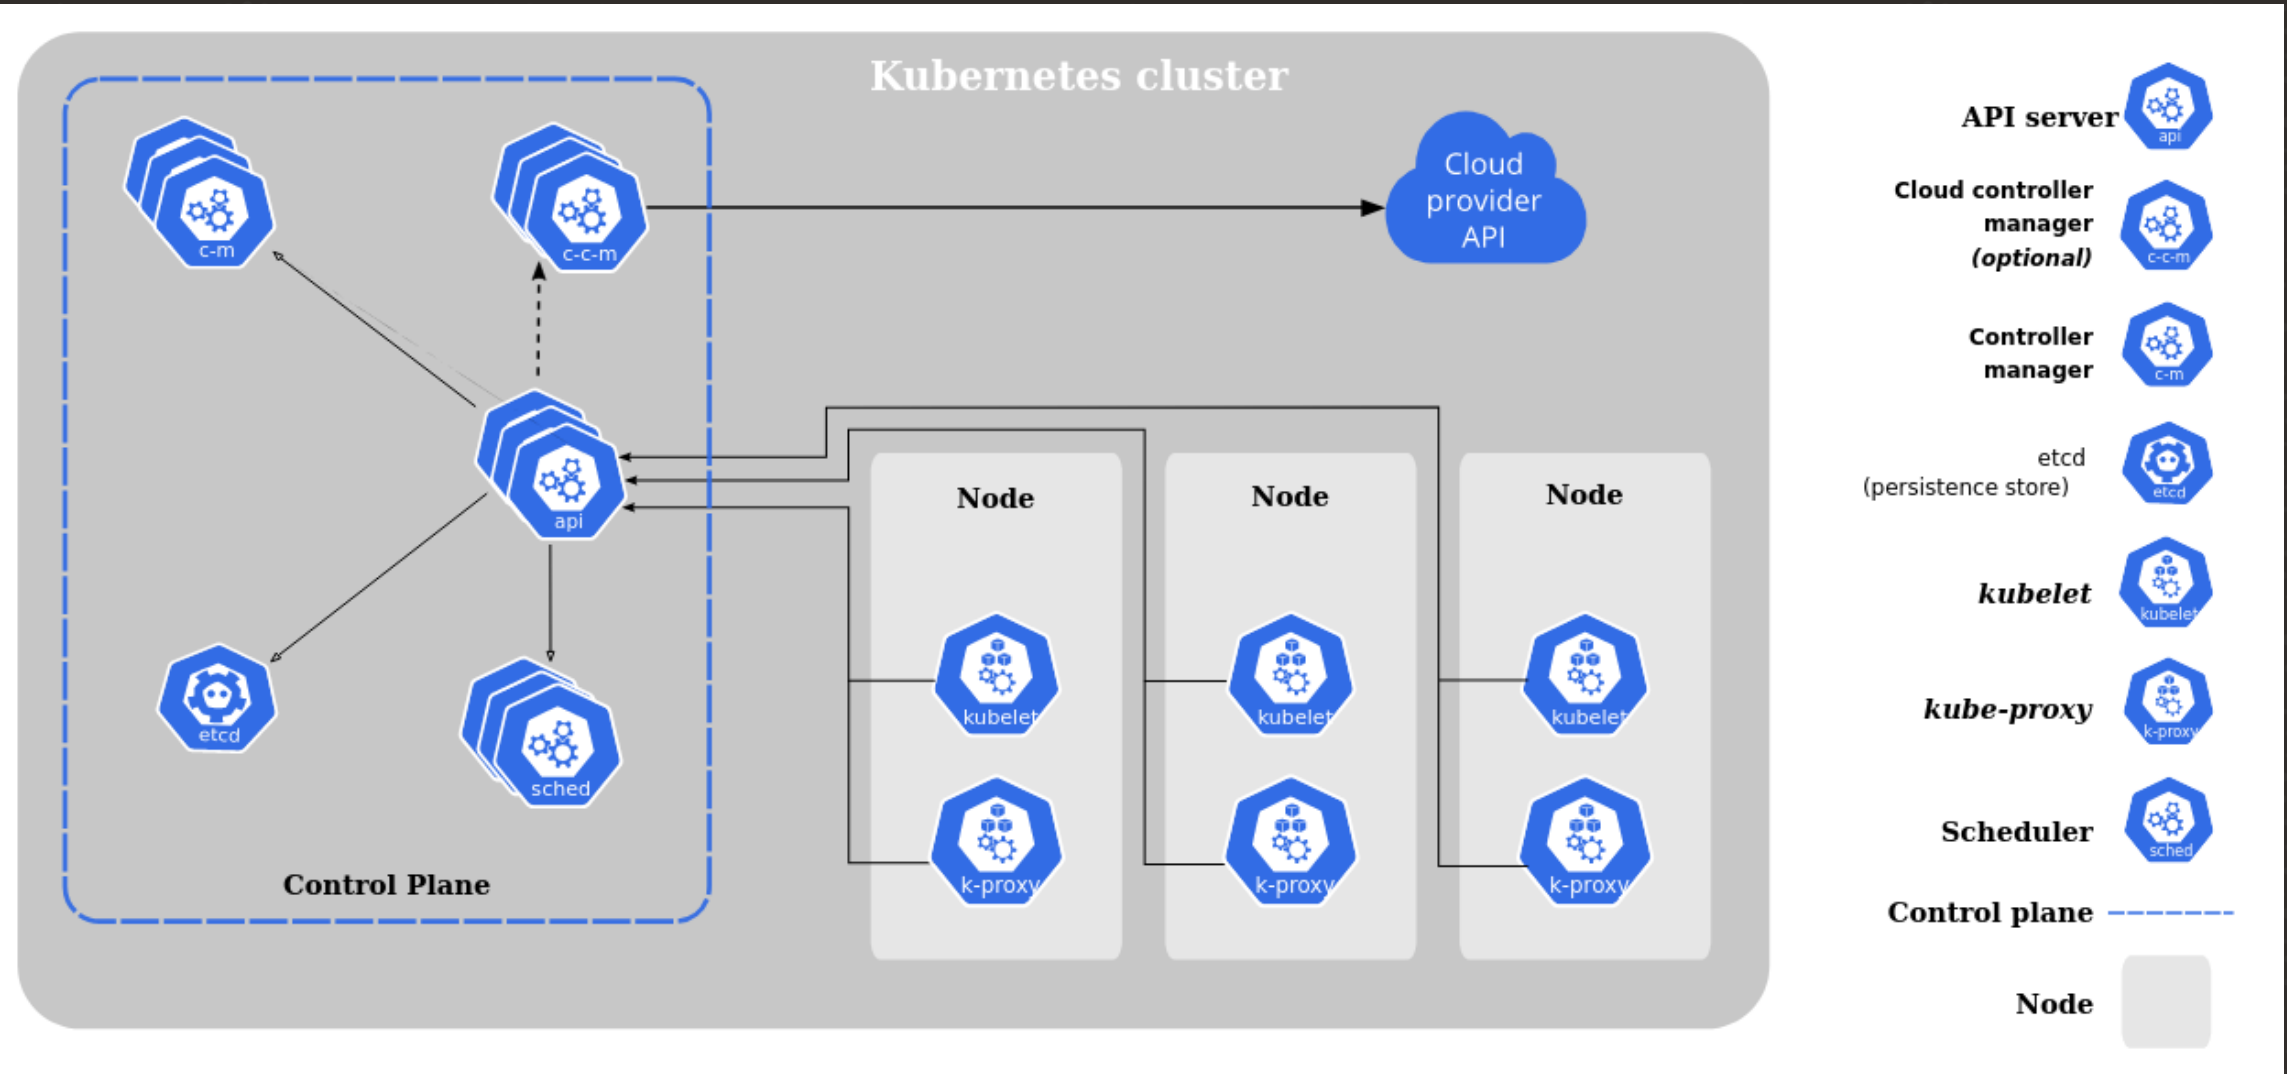 Kubernetes cluster
c-m
c-c-m
Cloud
provider
API
api
etcd
sched
Control Plane
Node
kubelet
k-proxy
Node
kubelet
k-proxy
Node
kubelet
k-proxy
API server
api
Cloud controller
manager
(optional)
c-c-m
Controller
manager
c-m
etcd
(persistence store)
etcd
kubelet
kubelet
kube-proxy
k-proxy
Scheduler
sched
Control plane
Node